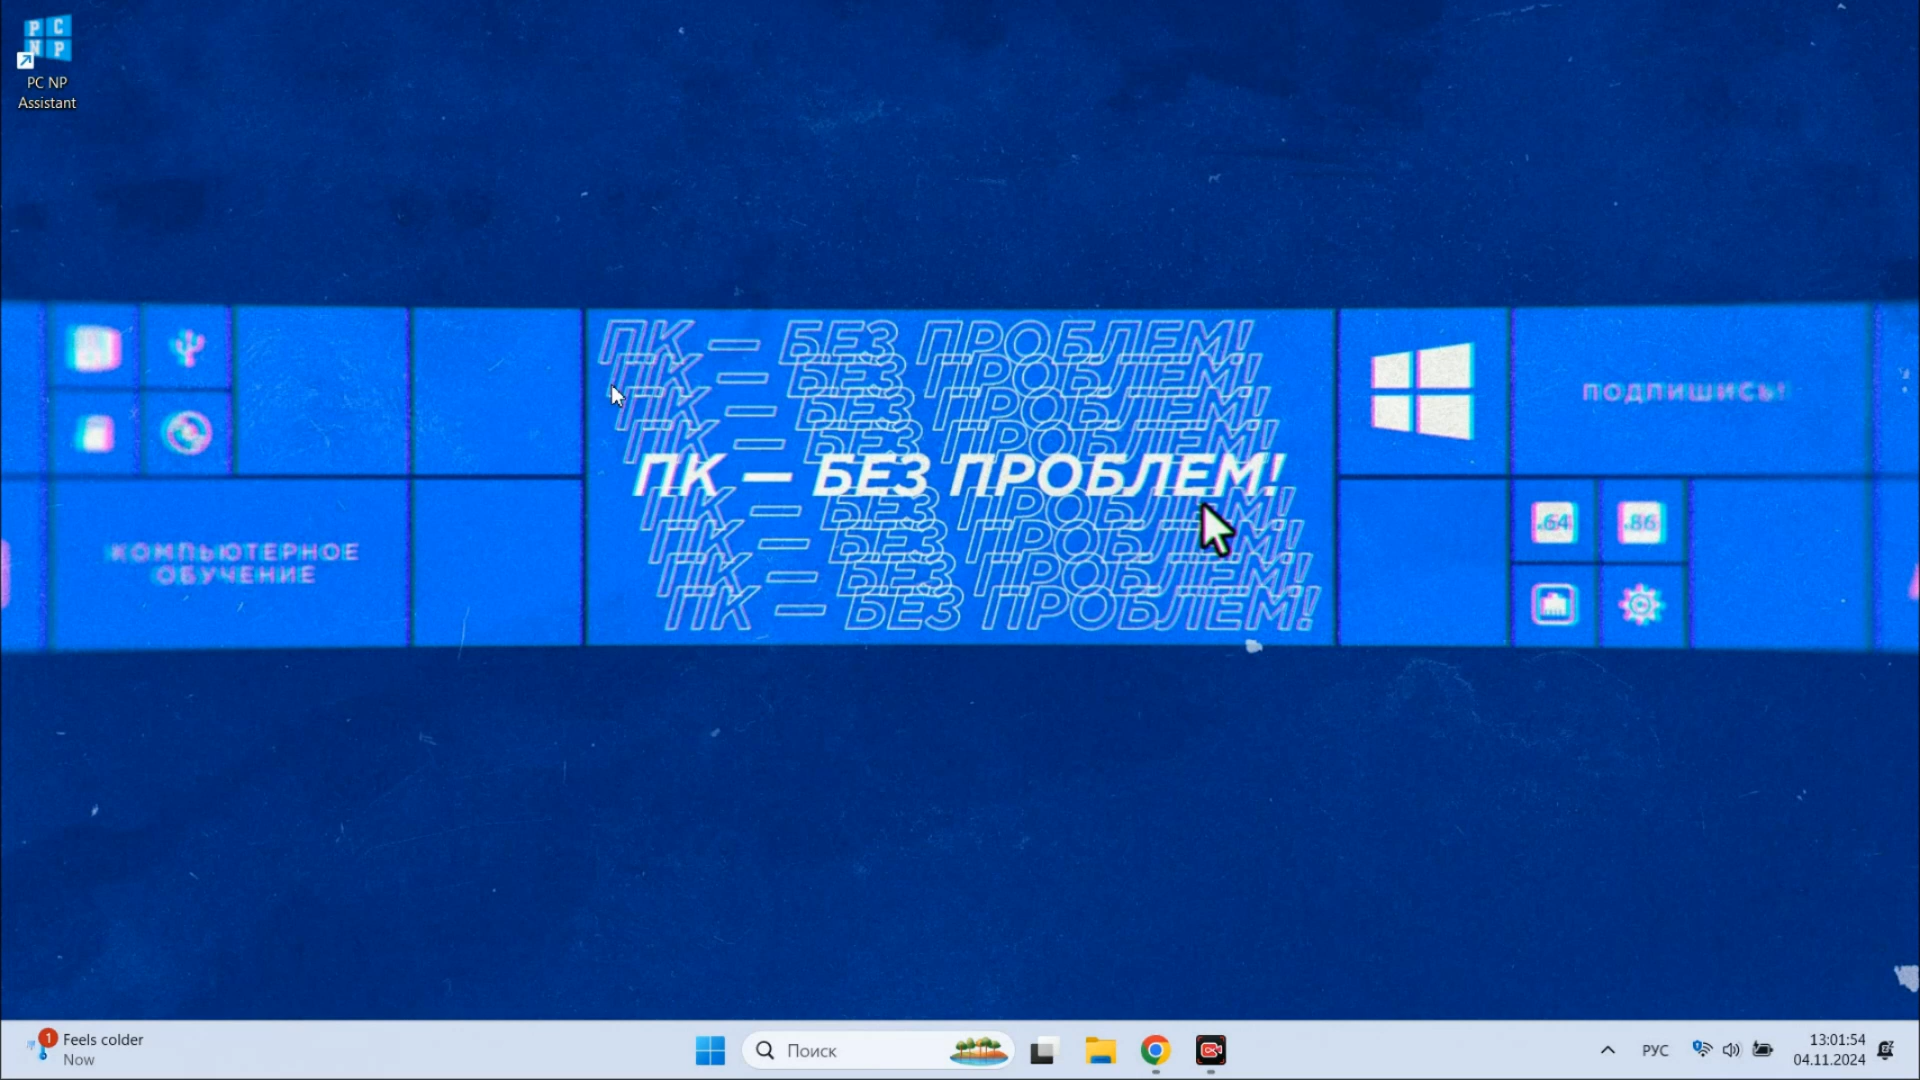 P C
N P
PC NP
Assistant
ПК — БЕЗ ПРОБЛЕМ!
ПК — БЕЗ ПРОБЛЕМ!
ПК — БЕЗ ПРОБЛЕМ!
ПК — БЕЗ ПРОБЛЕМ!
ПК — БЕЗ ПРОБЛЕМ!
ПК — БЕЗ ПРОБЛЕМ!
ПК — БЕЗ ПРОБЛЕМ!
ПК — БЕЗ ПРОБЛЕМ!
ПК — БЕЗ ПРОБЛЕМ!
ПОДПИШИСЬ!
КОМПЬЮТЕРНОЕ
ОБУЧЕНИЕ
.64 .86
1
Feels colder
Now
Поиск
РУС
13:01:54
04.11.2024